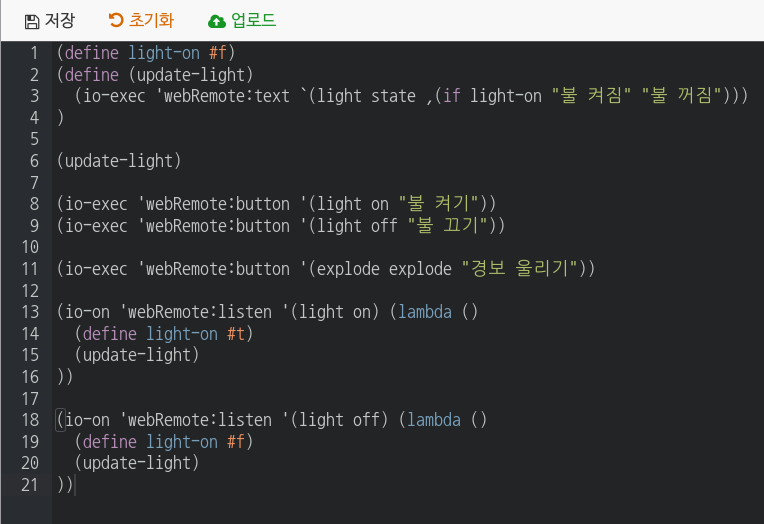 저장 초기화 업로드
1 (define light-on #f)
2 (define (update-light)
3   (io-exec 'webRemote:text `(light state ,(if light-on "불 켜짐" "불 꺼짐")))
4 )
5
6 (update-light)
7
8 (io-exec 'webRemote:button '(light on "불 켜기"))
9 (io-exec 'webRemote:button '(light off "불 끄기"))
10
11 (io-exec 'webRemote:button '(explode explode "경보 울리기"))
12
13 (io-on 'webRemote:listen '(light on) (lambda ()
14   (define light-on #t)
15   (update-light)
16 ))
17
18 (io-on 'webRemote:listen '(light off) (lambda ()
19   (define light-on #f)
20   (update-light)
21 ))